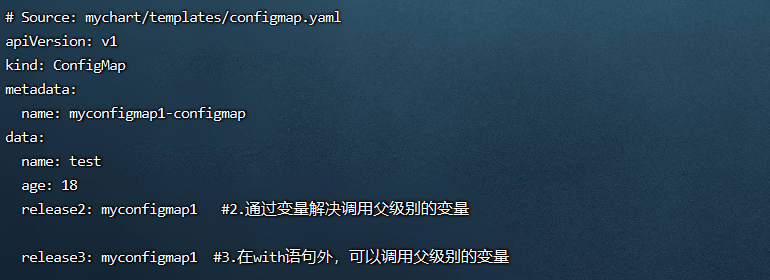 # Source: mychart/templates/configmap.yaml
apiVersion: v1
kind: ConfigMap
metadata:
  name: myconfigmap1-configmap
data:
  name: test
  age: 18
  release2: myconfigmap1   #2.通过变量解决调用父级别的变量
  release3: myconfigmap1  #3.在with语句外，可以调用父级别的变量